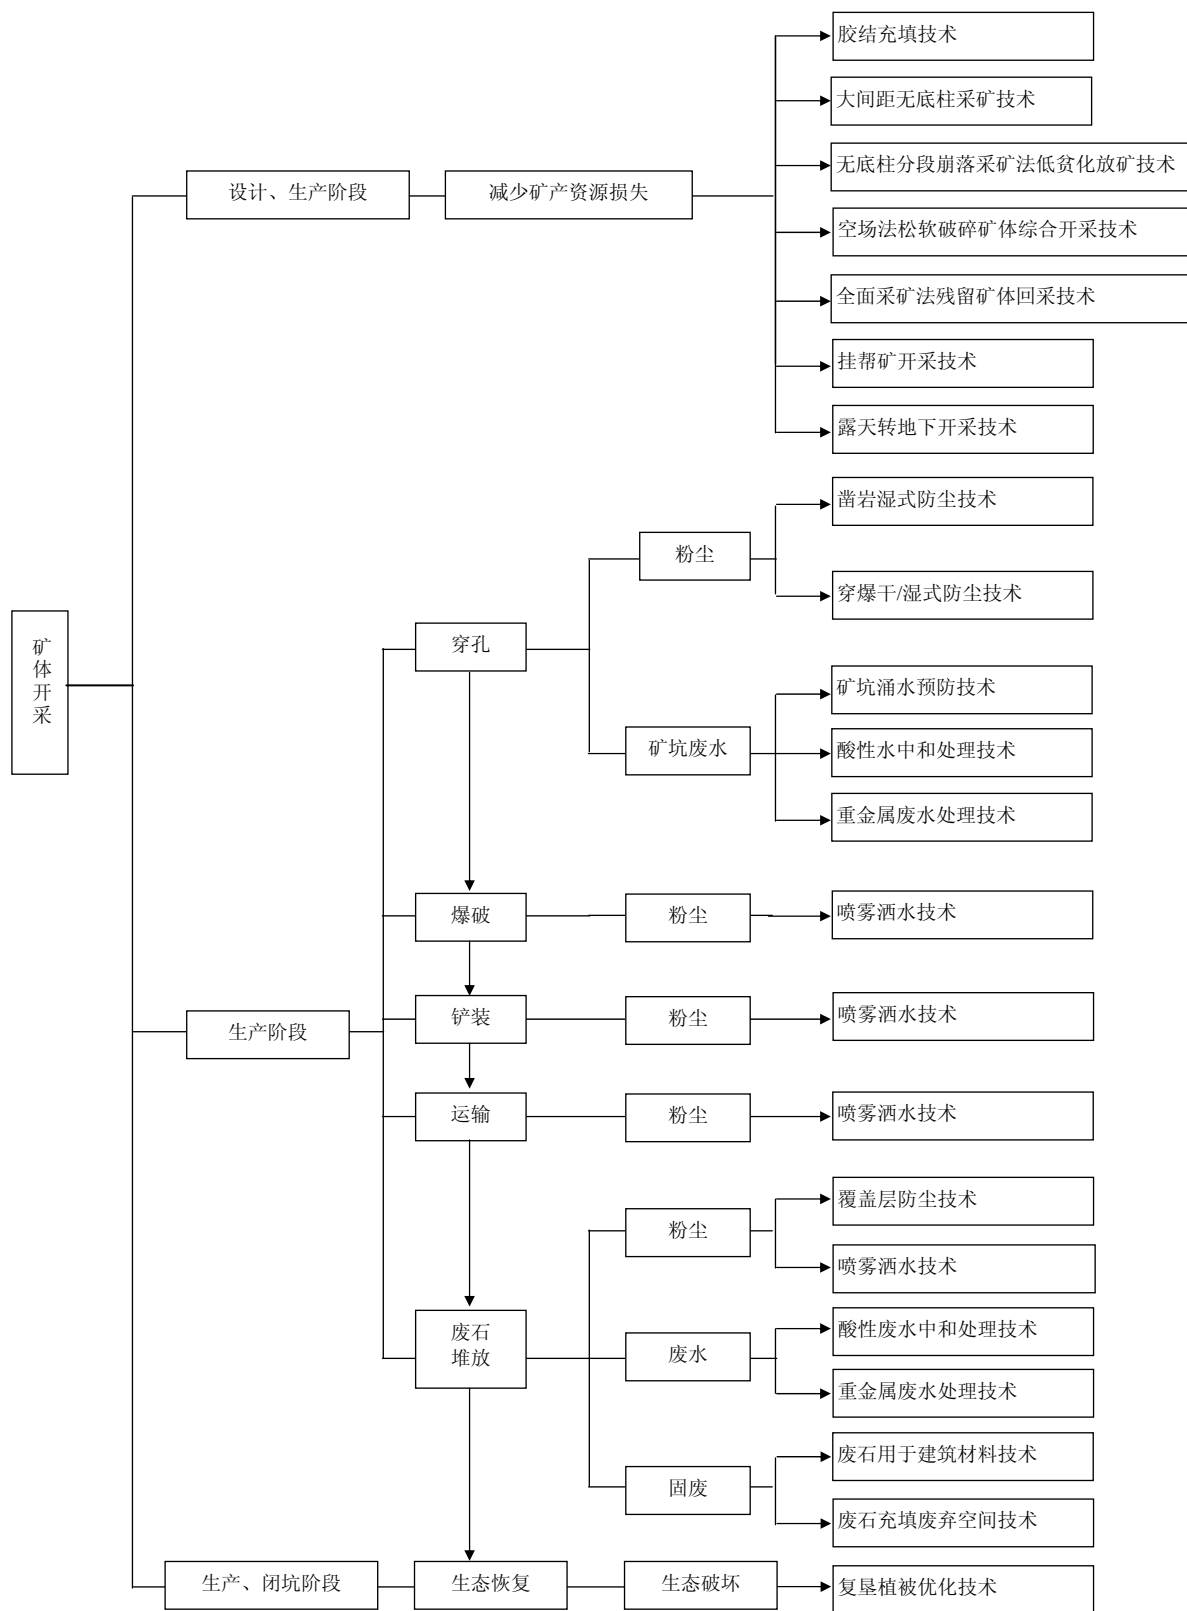 胶结充填技术
大间距无底柱采矿技术
无底柱分段崩落采矿法低贫化放矿技术
设计、生产阶段
减少矿产资源损失
空场法松软破碎矿体综合开采技术
全面采矿法残留矿体回采技术
挂帮矿开采技术
露天转地下开采技术
凿岩湿式防尘技术
粉尘
穿爆干/湿式防尘技术
矿体开采
穿孔
矿坑涌水预防技术
矿坑废水
酸性水中和处理技术
重金属废水处理技术
爆破
粉尘
喷雾洒水技术
生产阶段
铲装
粉尘
喷雾洒水技术
运输
粉尘
喷雾洒水技术
覆盖层防尘技术
粉尘
喷雾洒水技术
废石
堆放
废水
酸性废水中和处理技术
重金属废水处理技术
固废
废石用于建筑材料技术
废石充填废弃空间技术
生产、闭坑阶段
生态恢复
生态破坏
复垦植被优化技术